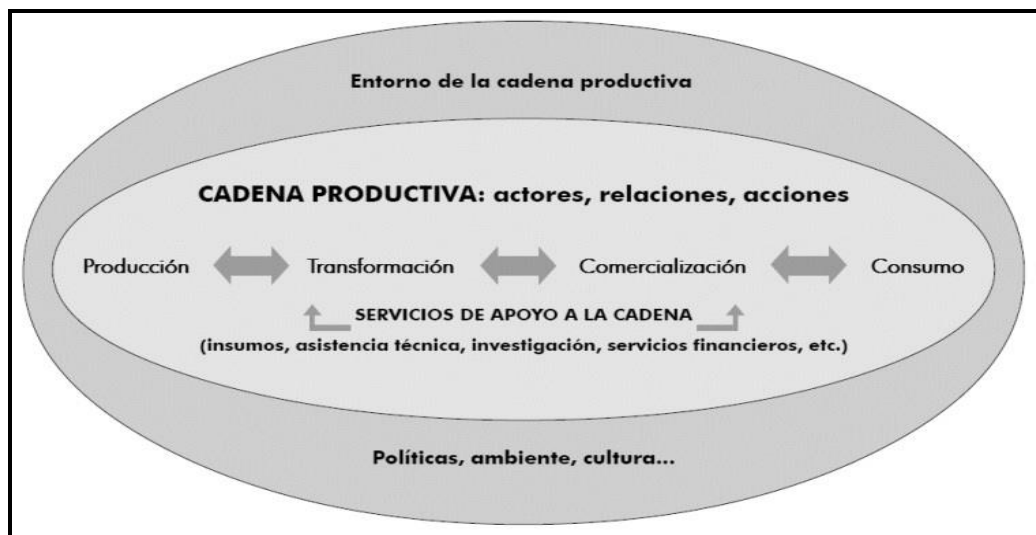 Entorno de la cadena productiva
CADENA PRODUCTIVA: actores, relaciones, acciones
Producción Transformación Comercialización Consumo
SERVICIOS DE APOYO A LA CADENA
(insumos, asistencia técnica, investigación, servicios financieros, etc.)
Políticas, ambiente, cultura...